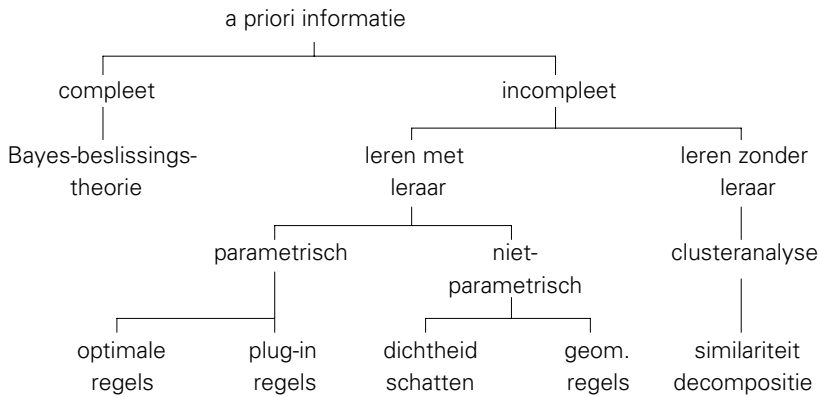 a priori informatie
compleet
incompleet
Bayes-beslissings-
theorie
leren met
leraar
leren zonder
leraar
parametrisch
niet-
parametrisch
clusteranalyse
optimale
regels
plug-in
regels
dichtheid
schatten
geom.
regels
similariteit
decompositie